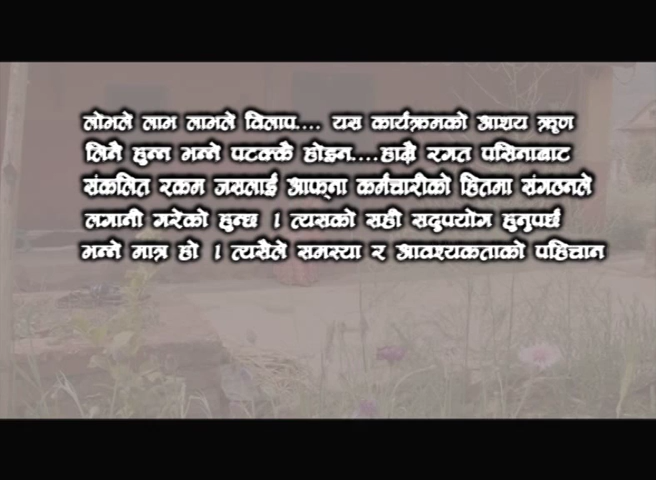 लोभले लाभ लाभले विलाप.... यस कार्यक्रमको आशय ऋण
लिनै हुन्न भन्ने पटक्कै होइन....हाम्रै रगत पसिनाबाट
संकलित रकम जसलाई आफ्ना कर्मचारीको हितमा संगठनले
लगानी गरेको हुन्छ । त्यसको सही सदुपयोग हुनुपर्छ
भन्ने मात्र हो । त्यसैले समस्या र आवश्यकताको पहिचान